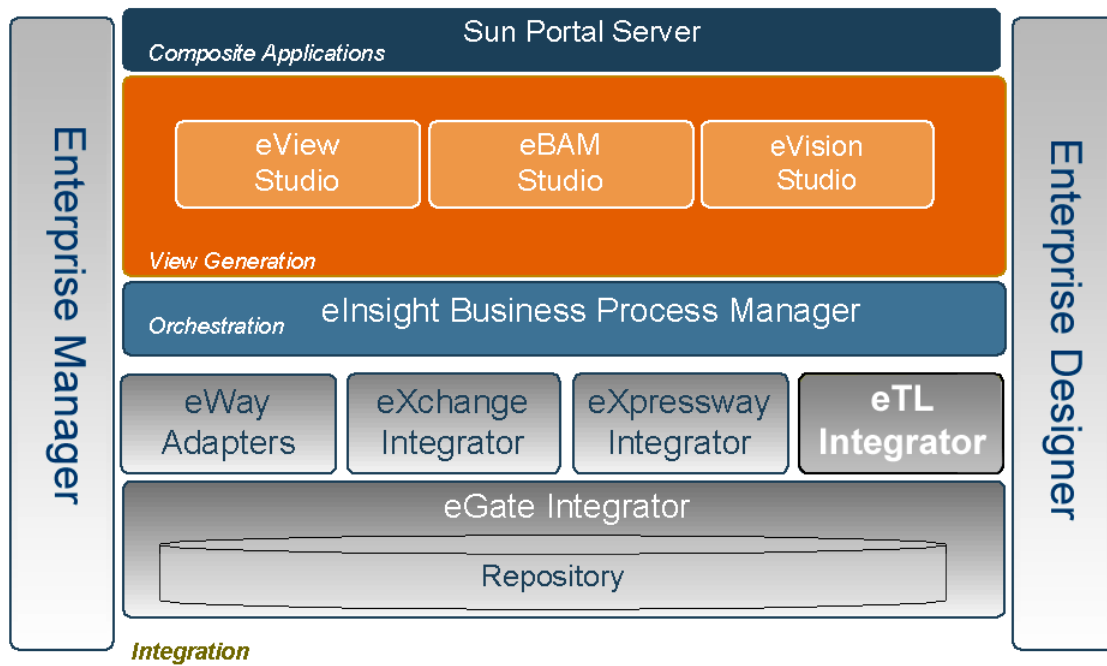 Enterprise Manager
Sun Portal Server
Composite Applications
eView
Studio
eBAM
Studio
eVision
Studio
View Generation
eInsight Business Process Manager
Orchestration
eWay
Adapters
eXchange
Integrator
eXpressway
Integrator
eTL
Integrator
eGate Integrator
Repository
Integration
Enterprise Designer